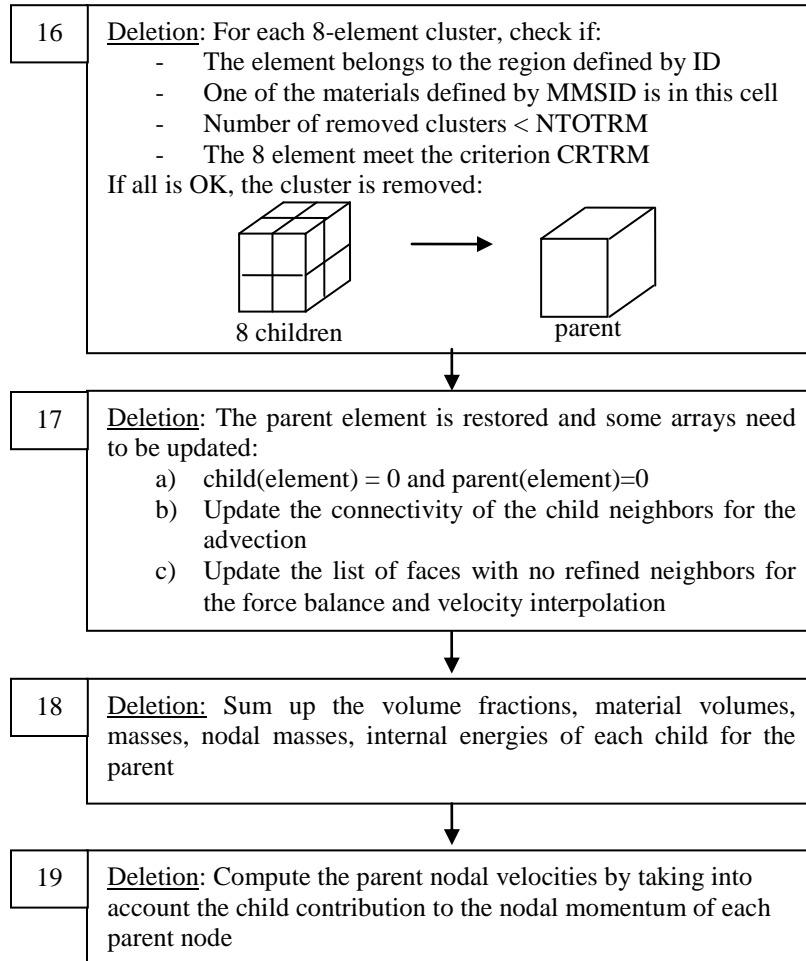 16
Deletion: For each 8-element cluster, check if:
- The element belongs to the region defined by ID
- One of the materials defined by MMSID is in this cell
- Number of removed clusters < NTOTRM
- The 8 element meet the criterion CRTRM
If all is OK, the cluster is removed:
8 children
parent
17
Deletion: The parent element is restored and some arrays need
to be updated:
a) child(element) = 0 and parent(element)=0
b) Update the connectivity of the child neighbors for the
advection
c) Update the list of faces with no refined neighbors for
the force balance and velocity interpolation
18
Deletion: Sum up the volume fractions, material volumes,
masses, nodal masses, internal energies of each child for the
parent
19
Deletion: Compute the parent nodal velocities by taking into
account the child contribution to the nodal momentum of each
parent node